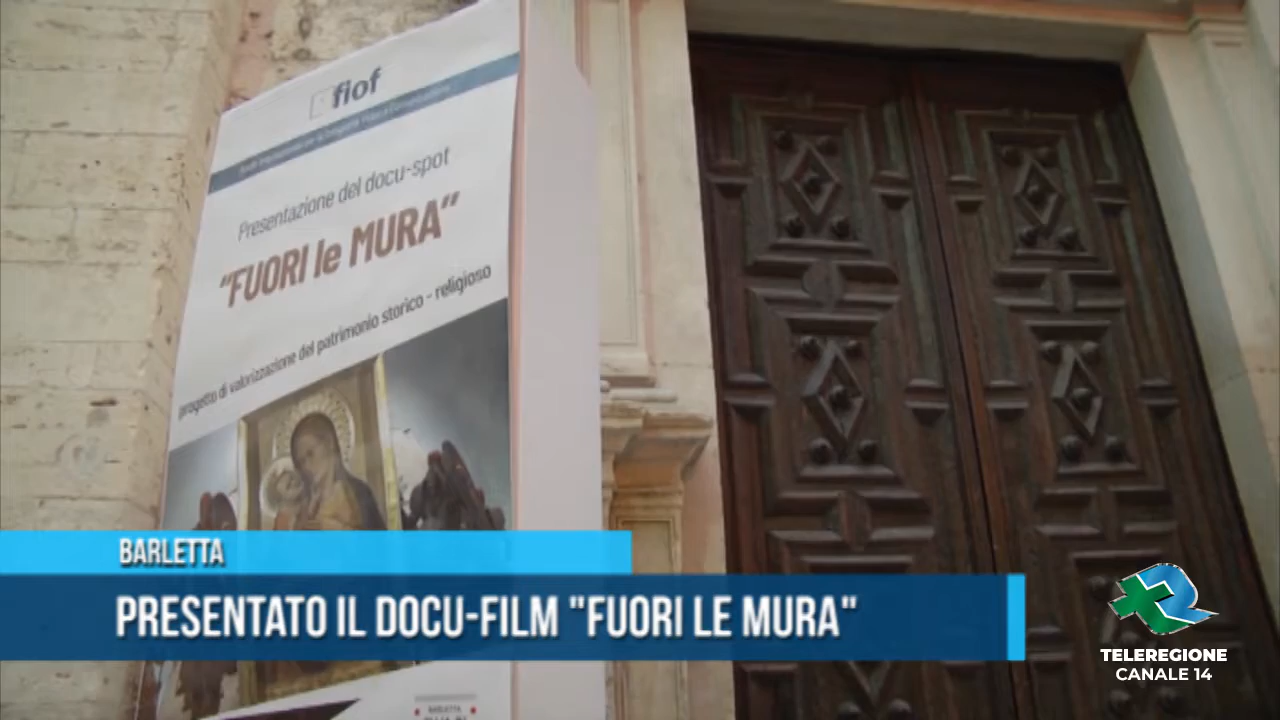 fiof
Presentazione del docu-spot
"FUORI le MURA"
progetto di valorizzazione del patrimonio storico - religioso
BARLETTA
PRESENTATO IL DOCU-FILM "FUORI LE MURA"
TELEREGIONE
CANALE 14
BARLETTA